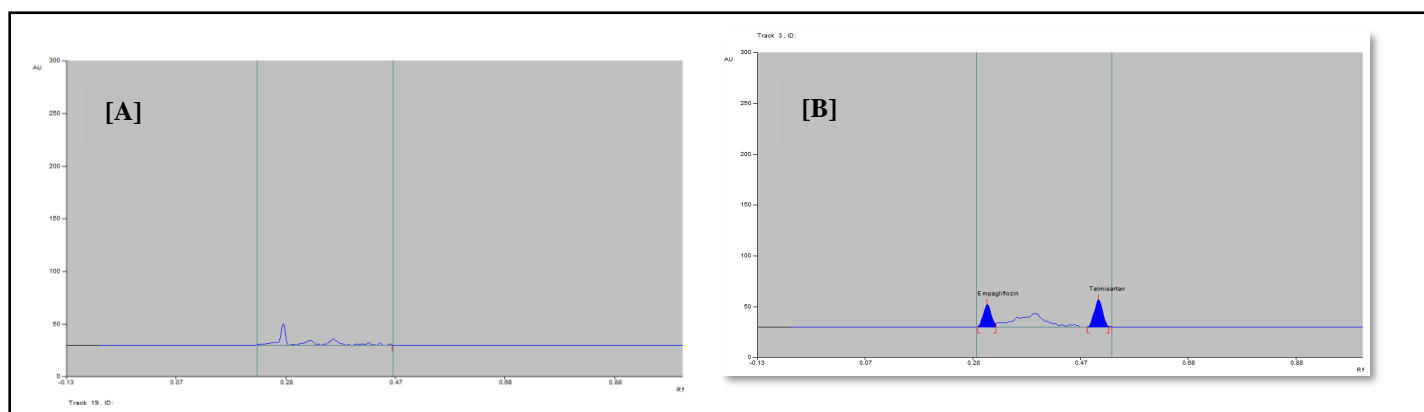 300
AU
[A]
250
200
150
100
50
0
-0.13 0.07 0.28 0.47 0.68 0.88
Rf
Track 19 , ID:
Track 3 , ID:
300
AU
[B]
250
200
150
100
Empagliflozin Telmisartan
50
0
-0.13 0.07 0.28 0.47 0.68 0.88
Rf